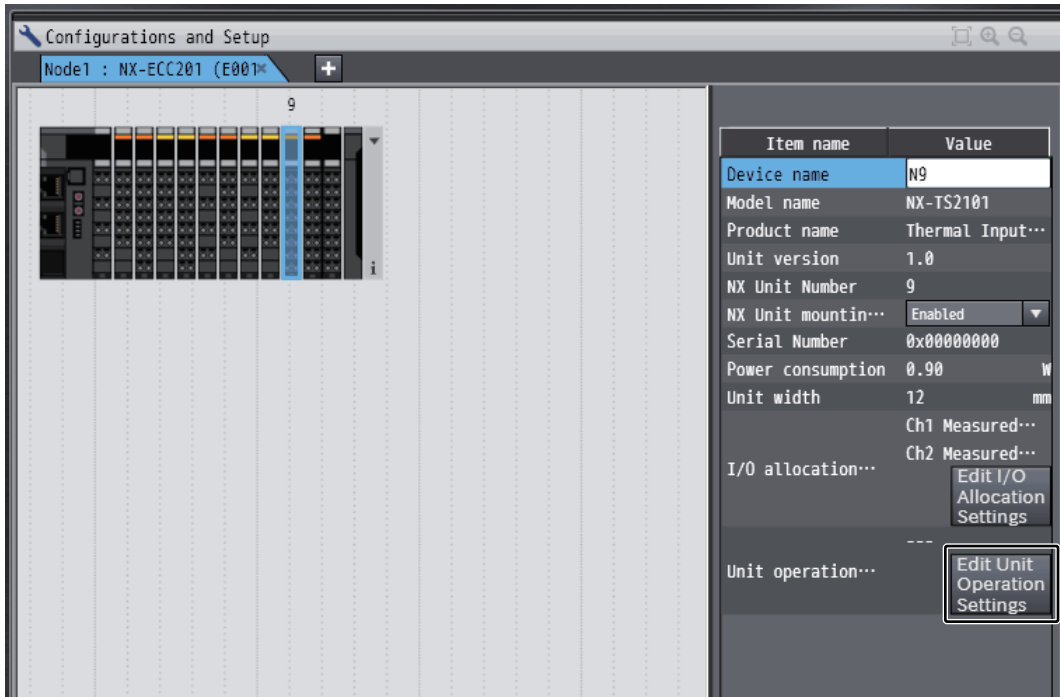 Configurations and Setup
Node1 : NX-ECC201 (E001
9
i
Item name Value
Device name N9
Model name NX-TS2101
Product name Thermal Input···
Unit version 1.0
NX Unit Number 9
NX Unit mountin··· Enabled
Serial Number 0x00000000
Power consumption 0.90 W
Unit width 12 mm
Ch1 Measured···
Ch2 Measured···
I/O allocation···
Edit I/O
Allocation
Settings
---
Unit operation···
Edit Unit
Operation
Settings